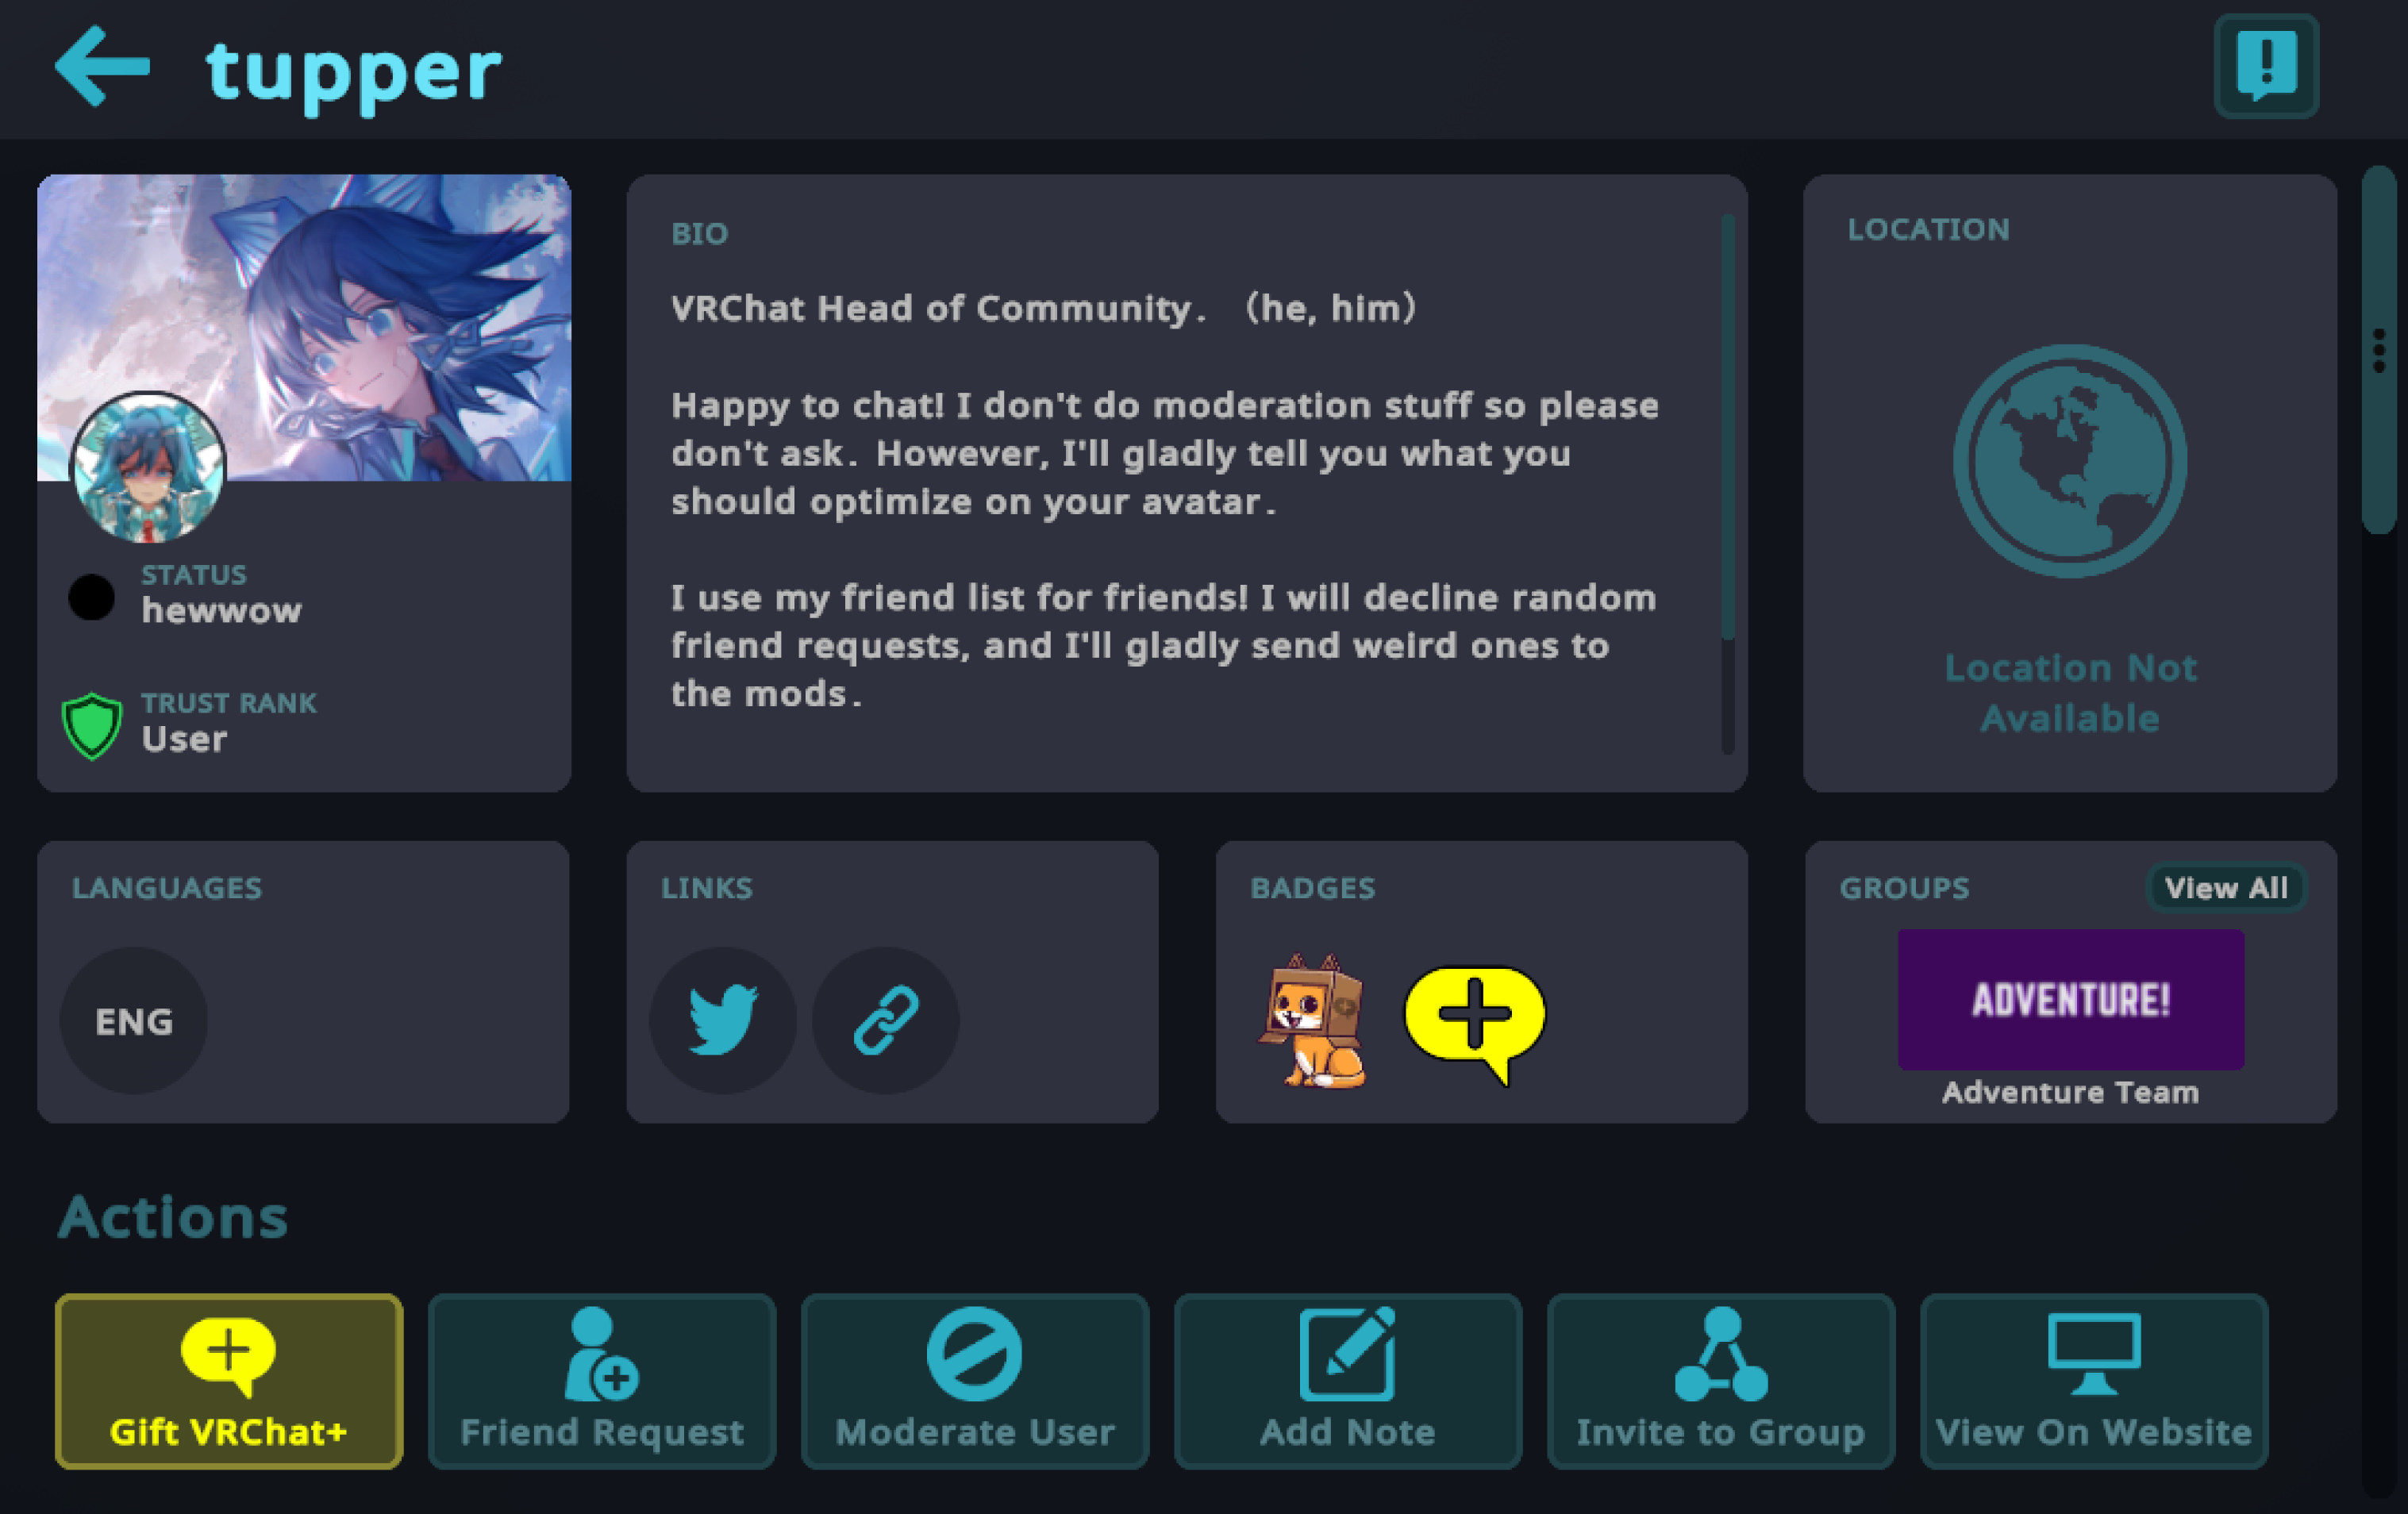 tupper
BIO
VRChat Head of Community. (he, him)
Happy to chat! I don't do moderation stuff so please
don't ask. However, I'll gladly tell you what you
should optimize on your avatar.
I use my friend list for friends! I will decline random
friend requests, and I'll gladly send weird ones to
the mods.
LOCATION
Location Not
Available
STATUS
hewwow
TRUST RANK
User
LANGUAGES
ENG
LINKS
BADGES
GROUPS
View All
ADVENTURE!
Adventure Team
Actions
Gift VRChat+
Friend Request
Moderate User
Add Note
Invite to Group
View On Website